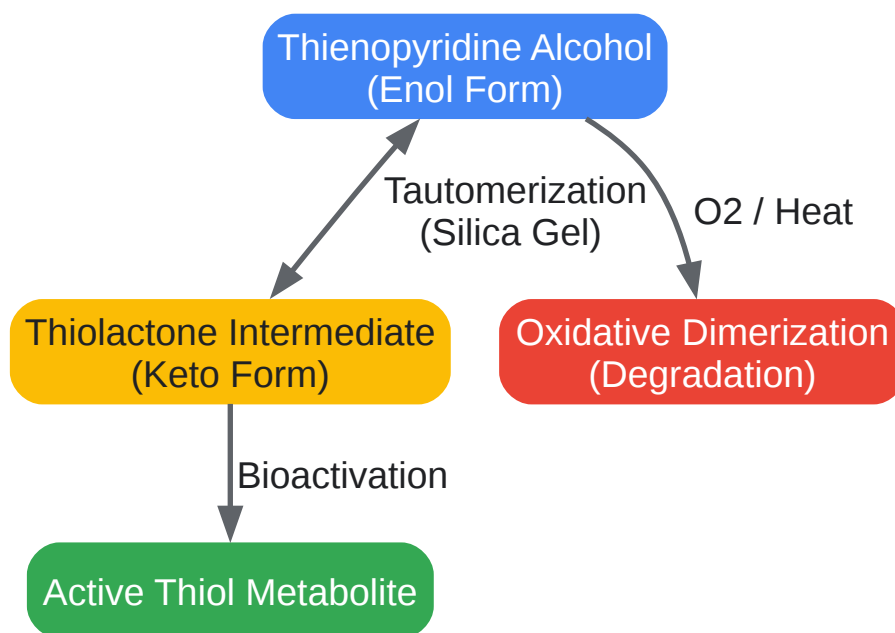 Thienopyridine Alcohol
(Enol Form)
Tautomerization
(Silica Gel)
O2 / Heat
Thiolactone Intermediate
(Keto Form)
Oxidative Dimerization
(Degradation)
Bioactivation
Active Thiol Metabolite